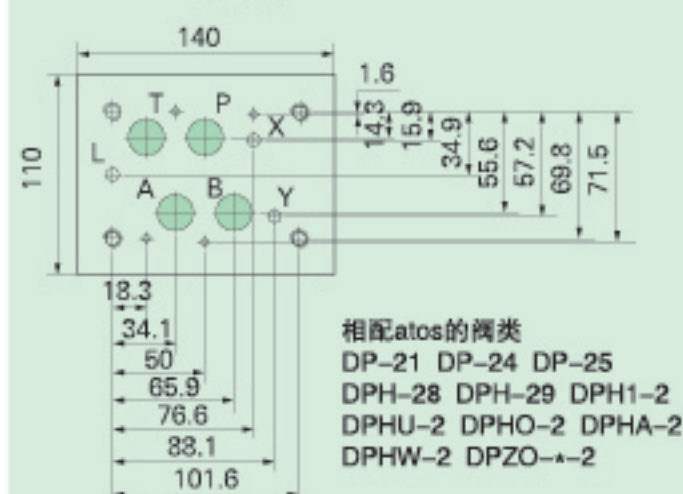 140
1.6
T P
X
14.3
15.9
34.9
55.6
57.2
69.8
71.5
L
110
A B
Y
18.3
34.1
50
65.9
76.6
88.1
101.6
相配atos的阀类
DP–21 DP–24 DP–25
DPH–28 DPH–29 DPH1–2
DPHU–2 DPHO–2 DPHA–2
DPHW–2 DPZO–*–2